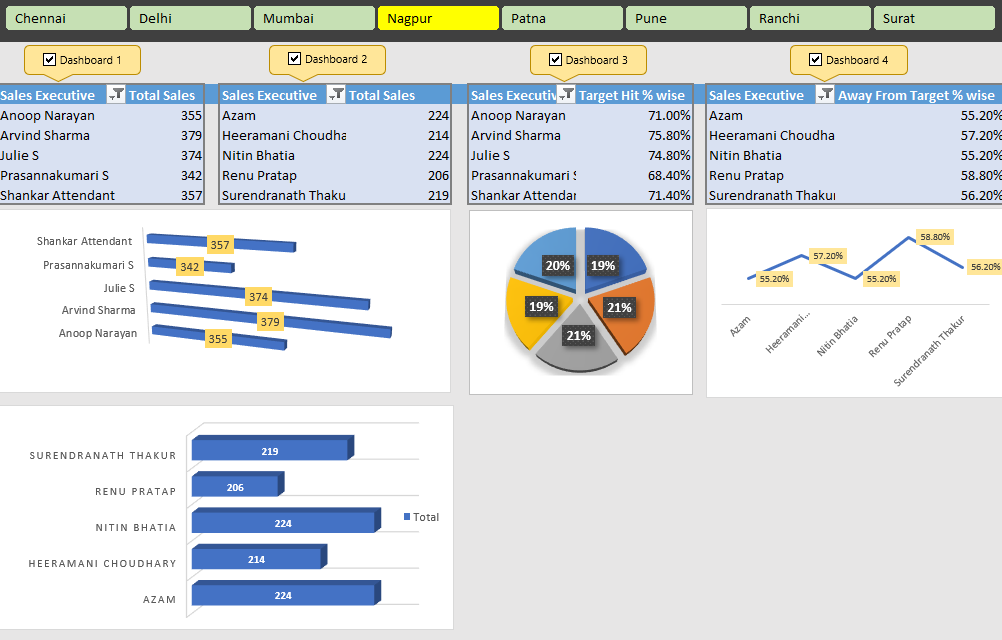 Chennai Delhi Mumbai Nagpur Patna Pune Ranchi Surat
Dashboard 1 Dashboard 2 Dashboard 3 Dashboard 4
Sales Executive Total Sales
Anoop Narayan 355
Arvind Sharma 379
Julie S 374
Prasannakumari S 342
Shankar Attendant 357
Sales Executive Total Sales
Azam 224
Heeramani Choudha
224
Nitin Bhatia 224
Renu Pratap 206
Surendranath Thaku 219
Sales Executiv Target Hit % wise
Anoop Narayan 71.00%
Arvind Sharma 75.80%
Julie S 74.80%
Prasannakumari S 68.40%
Shankar Attendar 71.40%
Sales Executive Away From Target % wise
Azam 55.20%
Heeramani Choudha 57.20%
Nitin Bhatia 55.20%
Renu Pratap 58.80%
Surendranath Thakur 56.20%
Shankar Attendant 357
Prasannakumari S 342
Julie S 374
Arvind Sharma 379
Anoop Narayan 355
20% 19%
19% 21%
21%
58.80%
57.20%
56.20%
55.20% 55.20%
Azam
Heeramani...
Nitin Bhatia
Renu Pratap
Surendranath Thakur
SURENDRANATH THAKUR 219
RENU PRATAP 206
NITIN BHATIA 224
Total
HEERAMANI CHOUDHARY 214
AZAM 224